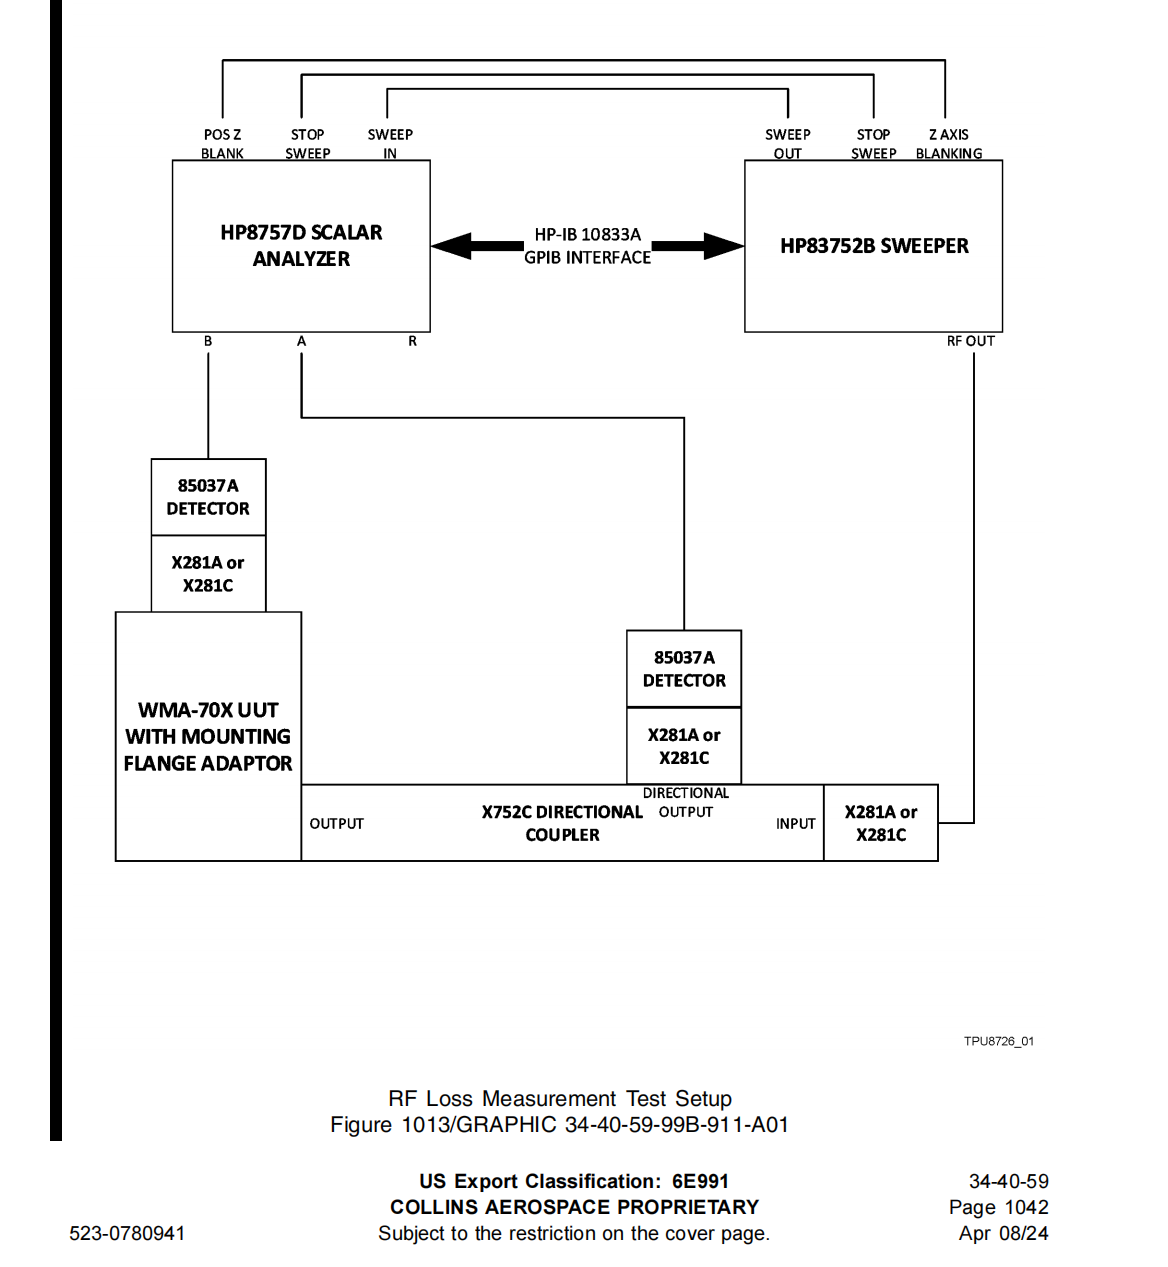 POS Z
BLANK
STOP
SWEEP
SWEEP
IN
SWEEP
OUT
STOP
SWEEP
Z AXIS
BLANKING
HP8757D SCALAR
ANALYZER
HP-IB 10833A
GPIB INTERFACE
HP83752B SWEEPER
B
A
R
RF OUT
85037A
DETECTOR
X281A or
X281C
85037A
DETECTOR
WMA-70X UUT
WITH MOUNTING
FLANGE ADAPTOR
X281A or
X281C
DIRECTIONAL
OUTPUT
OUTPUT
X752C DIRECTIONAL
COUPLER
INPUT
X281A or
X281C
TPU8726_01
RF Loss Measurement Test Setup
Figure 1013/GRAPHIC 34-40-59-99B-911-A01
US Export Classification: 6E991
34-40-59
COLLINS AEROSPACE PROPRIETARY
Page 1042
523-0780941
Subject to the restriction on the cover page.
Apr 08/24